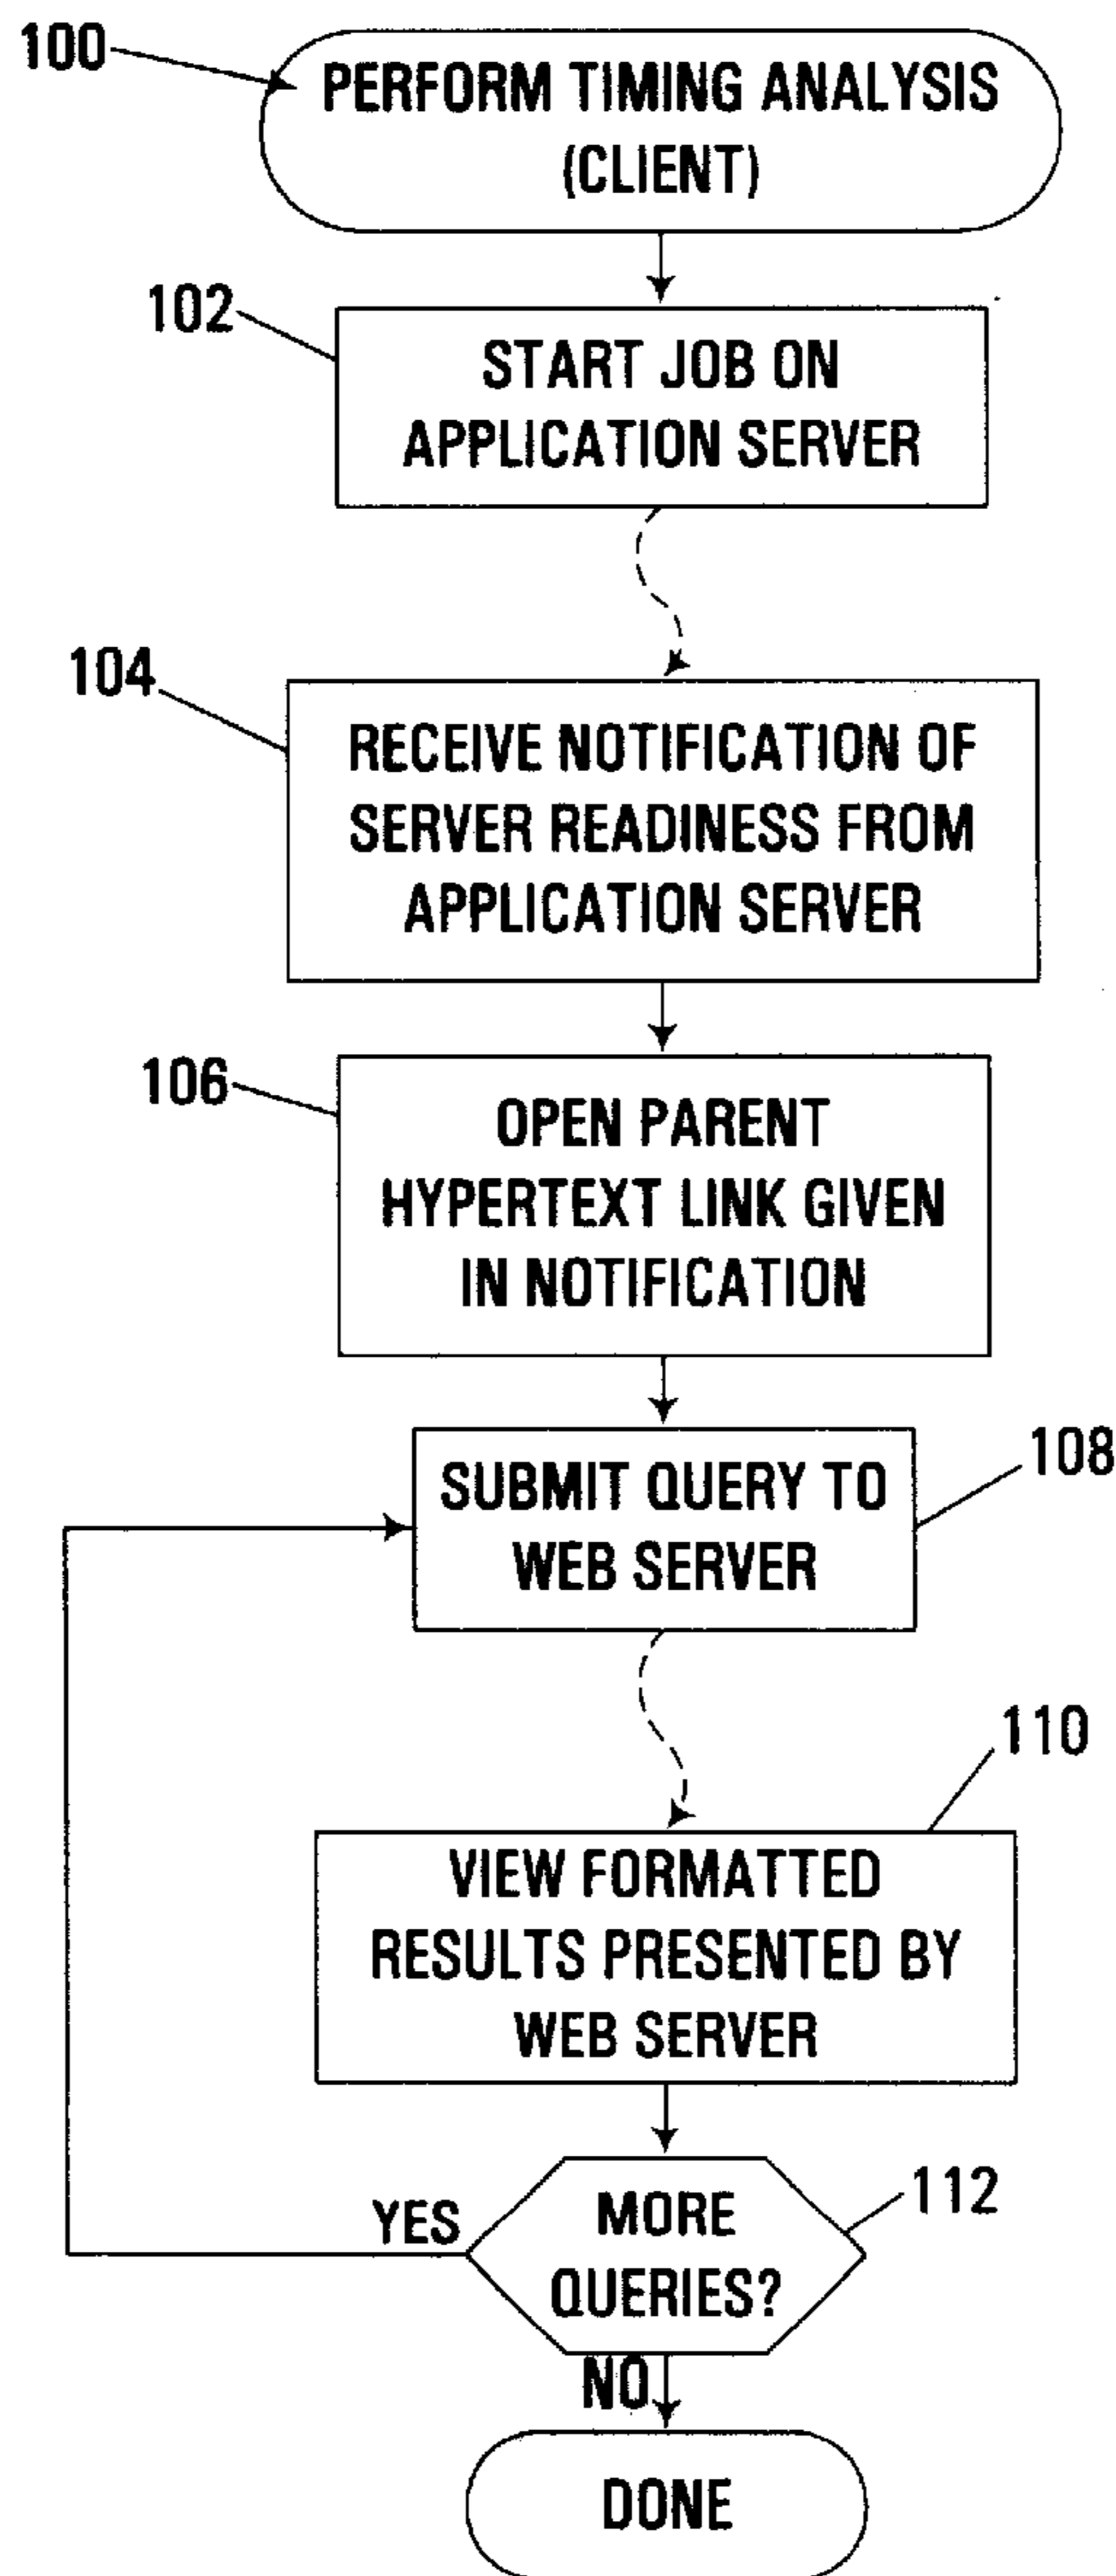 100
PERFORM TIMING ANALYSIS
(CLIENT)
102
START JOB ON
APPLICATION SERVER
104
RECEIVE NOTIFICATION OF
SERVER READINESS FROM
APPLICATION SERVER
106
OPEN PARENT
HYPERTEXT LINK GIVEN
IN NOTIFICATION
108
SUBMIT QUERY TO
WEB SERVER
110
VIEW FORMATTED
RESULTS PRESENTED BY
WEB SERVER
112
YES
MORE
QUERIES?
NO
DONE